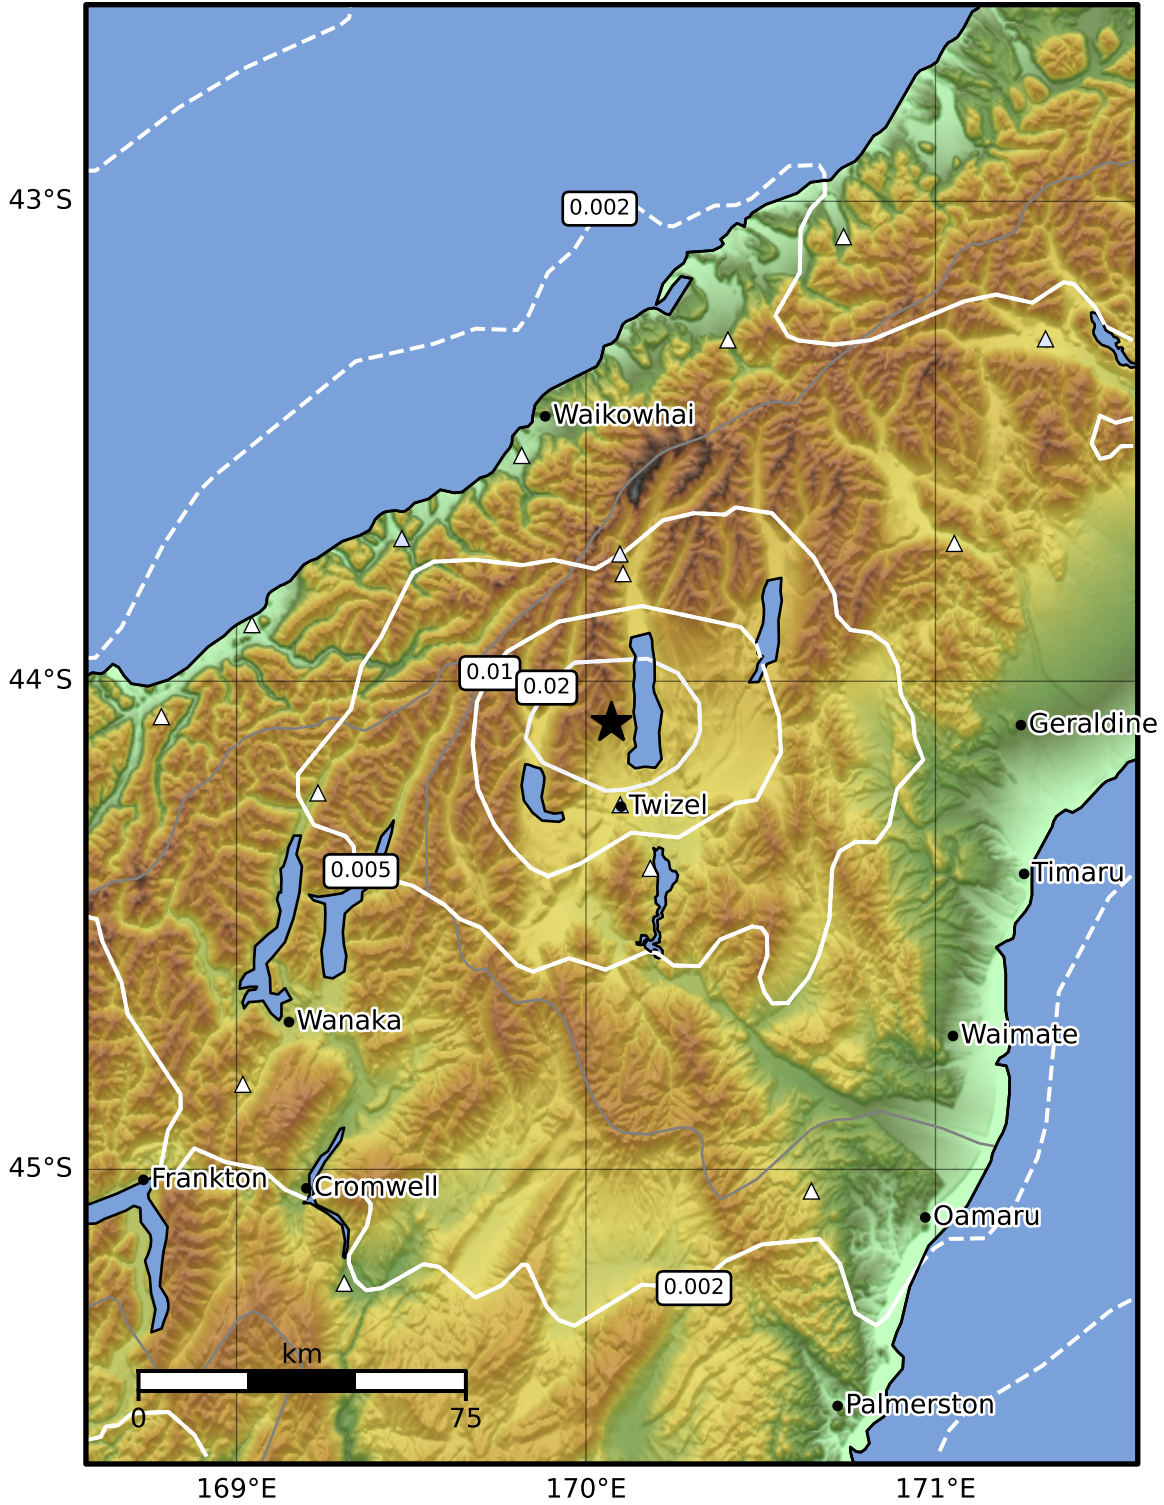 43°S
0.002
Waikowhai
44°S
0.01
0.02
Geraldine
Twizel
0.005
Timaru
Wanaka
Waimate
45°S
Frankton
Cromwell
Oamaru
0.002
km
0
75
Palmerston
169°E
170°E
171°E